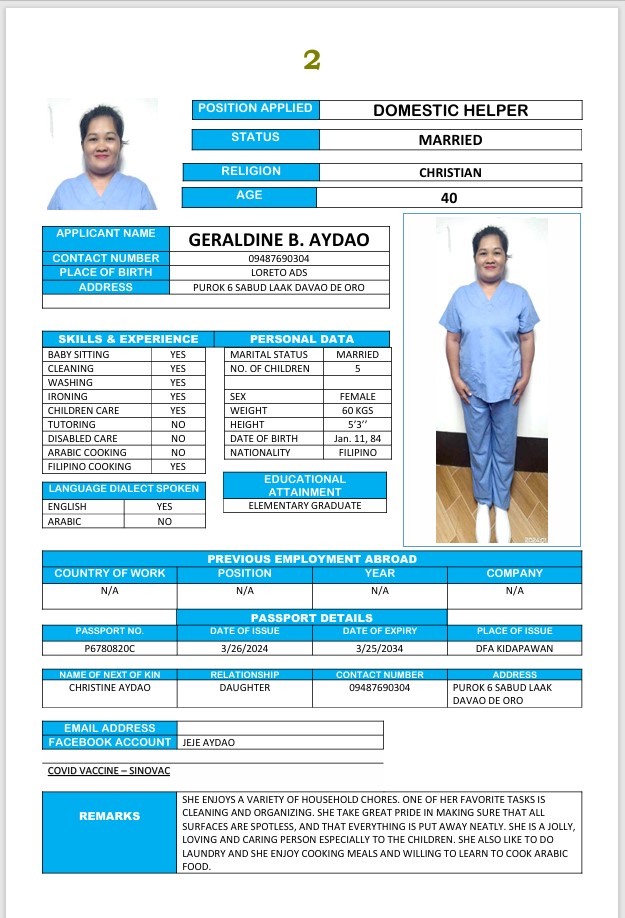 2
POSITION APPLIED DOMESTIC HELPER
STATUS MARRIED
RELIGION CHRISTIAN
AGE 40
APPLICANT NAME GERALDINE B. AYDAO
CONTACT NUMBER 09487690304
PLACE OF BIRTH LORETO ADS
ADDRESS PUROK 6 SABUD LAAK DAVAO DE ORO
SKILLS & EXPERIENCE PERSONAL DATA
BABY SITTING YES MARITAL STATUS MARRIED
CLEANING YES NO. OF CHILDREN 5
WASHING YES
IRONING YES SEX FEMALE
CHILDREN CARE YES WEIGHT 60 KGS
TUTORING NO HEIGHT 5'3’’
DISABLED CARE NO DATE OF BIRTH Jan. 11, 84
ARABIC COOKING NO NATIONALITY FILIPINO
FILIPINO COOKING YES
LANGUAGE DIALECT SPOKEN
ENGLISH YES
ARABIC NO
EDUCATIONAL
ATTAINMENT
ELEMENTARY GRADUATE
PREVIOUS EMPLOYMENT ABROAD
COUNTRY OF WORK POSITION YEAR COMPANY
N/A N/A N/A N/A
PASSPORT DETAILS
PASSPORT NO. DATE OF ISSUE DATE OF EXPIRY PLACE OF ISSUE
P6780820C 3/26/2024 3/25/2034 DFA KIDAPAWAN
NAME OF NEXT OF KIN RELATIONSHIP CONTACT NUMBER ADDRESS
CHRISTINE AYDAO DAUGHTER 09487690304 PUROK 6 SABUD LAAK
DAVAO DE ORO
EMAIL ADDRESS
FACEBOOK ACCOUNT JEJE AYDAO
COVID VACCINE – SINOVAC
REMARKS
SHE ENJOYS A VARIETY OF HOUSEHOLD CHORES. ONE OF HER FAVORITE TASKS IS
CLEANING AND ORGANIZING. SHE TAKE GREAT PRIDE IN MAKING SURE THAT ALL
SURFACES ARE SPOTLESS, AND THAT EVERYTHING IS PUT AWAY NEATLY. SHE IS A JOLLY,
LOVING AND CARING PERSON ESPECIALLY TO THE CHILDREN. SHE ALSO LIKE TO DO
LAUNDRY AND SHE ENJOY COOKING MEALS AND WILLING TO LEARN TO COOK ARABIC
FOOD.